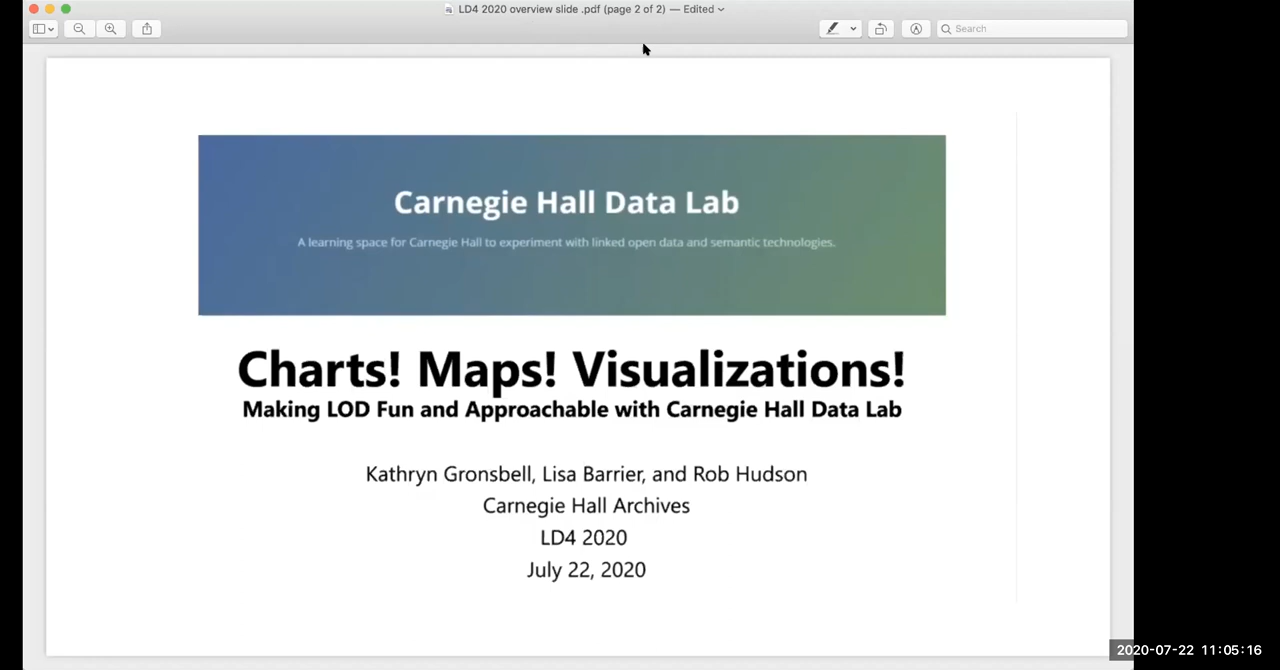 LD4 2020 overview slide .pdf (page 2 of 2) — Edited
Search
Carnegie Hall Data Lab
A learning space for Carnegie Hall to experiment with linked open data and semantic technologies.
Charts! Maps! Visualizations!
Making LOD Fun and Approachable with Carnegie Hall Data Lab
Kathryn Gronsbell, Lisa Barrier, and Rob Hudson
Carnegie Hall Archives
LD4 2020
July 22, 2020
2020-07-22 11:05:16